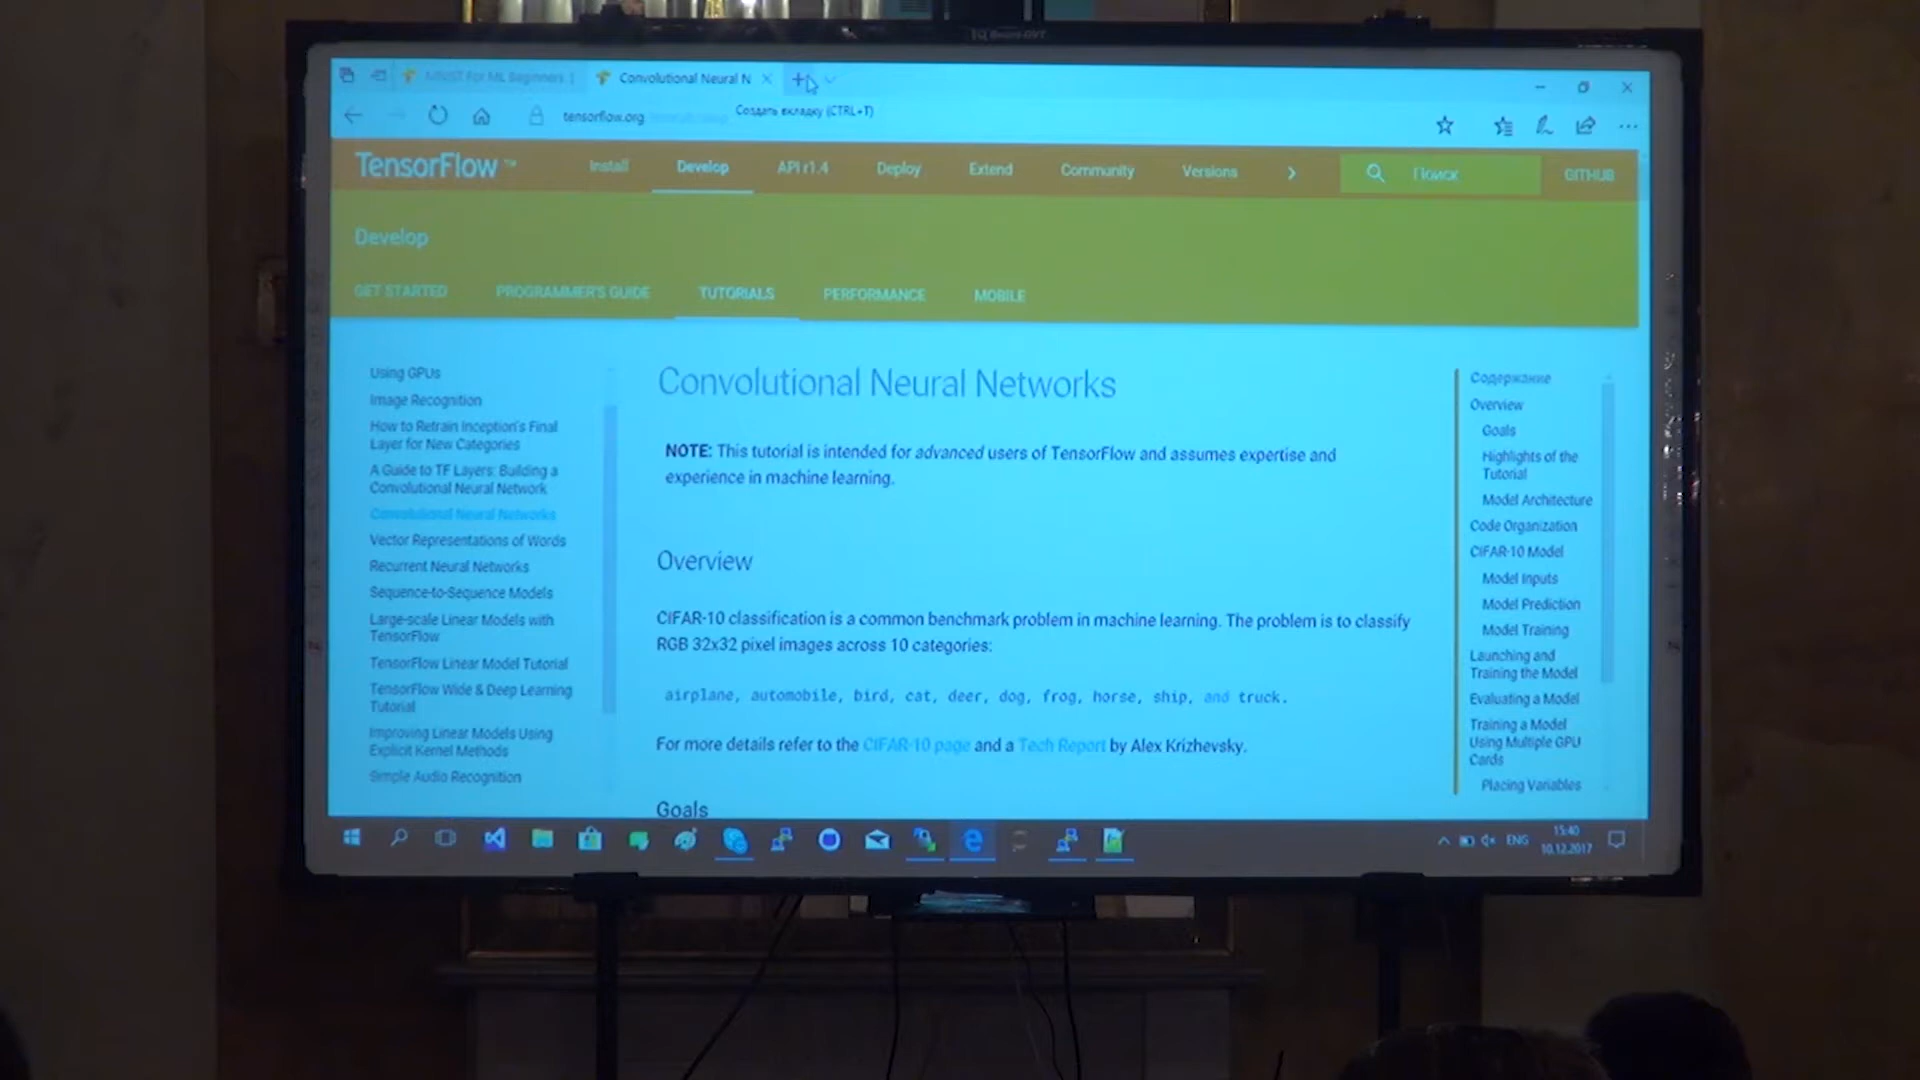 IQ Board DVT
MNIST For ML Beginners
Convolutional Neural N
Создать вкладку (CTRL+T)
tensorflow.org
TensorFlow™
Install
Develop
API r1.4
Deploy
Extend
Community
Versions
Поиск
GITHUB
Develop
GET STARTED
PROGRAMMER'S GUIDE
TUTORIALS
PERFORMANCE
MOBILE
Using GPUs
Image Recognition
How to Retrain Inception's Final
Layer for New Categories
A Guide to TF Layers: Building a
Convolutional Neural Network
Convolutional Neural Networks
Vector Representations of Words
Recurrent Neural Networks
Sequence-to-Sequence Models
Large-scale Linear Models with
TensorFlow
TensorFlow Linear Model Tutorial
TensorFlow Wide & Deep Learning
Tutorial
Improving Linear Models Using
Explicit Kernel Methods
Simple Audio Recognition
Convolutional Neural Networks
NOTE: This tutorial is intended for advanced users of TensorFlow and assumes expertise and
experience in machine learning.
Overview
CIFAR-10 classification is a common benchmark problem in machine learning. The problem is to classify
RGB 32x32 pixel images across 10 categories:
airplane, automobile, bird, cat, deer, dog, frog, horse, ship, and truck.
For more details refer to the CIFAR-10 page and a Tech Report by Alex Krizhevsky.
Goals
Содержание
Overview
Goals
Highlights of the
Tutorial
Model Architecture
Code Organization
CIFAR-10 Model
Model Inputs
Model Prediction
Model Training
Launching and
Training the Model
Evaluating a Model
Training a Model
Using Multiple GPU
Cards
Placing Variables
ENG
15:40
10.12.2017